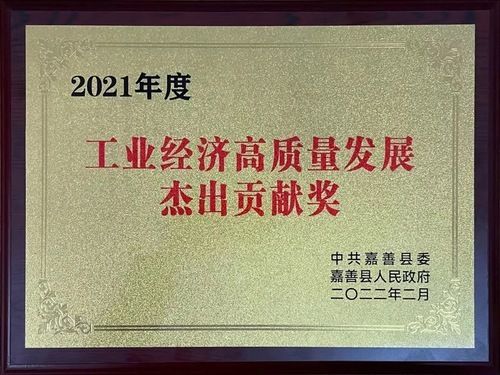 2021年度
工业经济高质量发展
杰出贡献奖
中共嘉善县委
嘉善县人民政府
二〇二二年二月